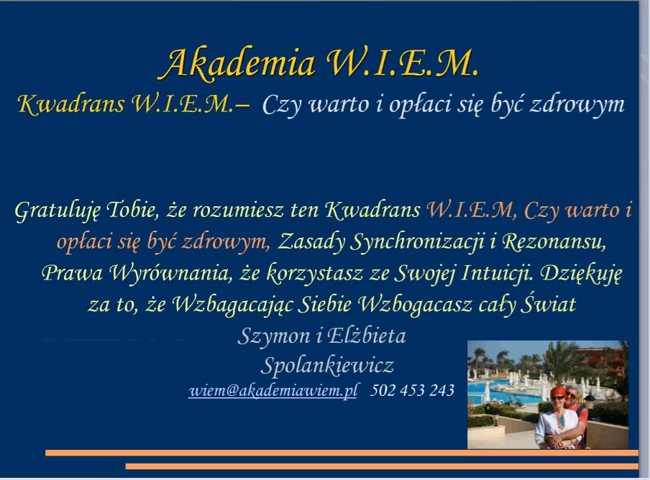 Akademia W.I.E.M.
Kwadrans W.I.E.M.– Czy warto i opłaci się być zdrowym
Gratuluję Tobie, że rozumiesz ten Kwadrans W.I.E.M, Czy warto i
opłaci się być zdrowym, Zasady Synchronizacji i Rezonansu,
Prawa Wyrównania, że korzystasz ze Swojej Intuicji. Dziękuję
za to, że Wzbagacając Siebie Wzbogacasz cały Świat
Szymon i Elżbieta
Spolankiewicz
wiem@akademiawiem.pl 502 453 243